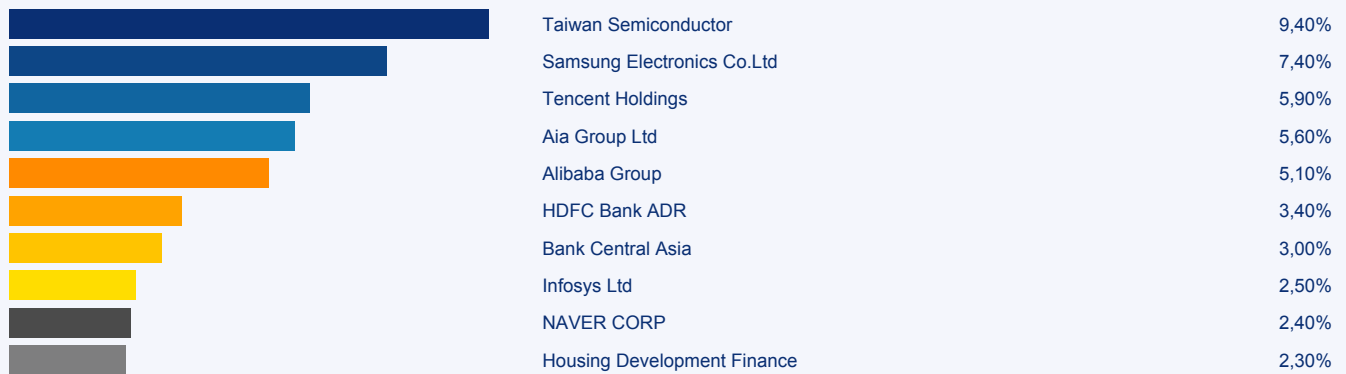 Taiwan Semiconductor 9,40%
Samsung Electronics Co.Ltd 7,40%
Tencent Holdings 5,90%
Aia Group Ltd 5,60%
Alibaba Group 5,10%
HDFC Bank ADR 3,40%
Bank Central Asia 3,00%
Infosys Ltd 2,50%
NAVER CORP 2,40%
Housing Development Finance 2,30%